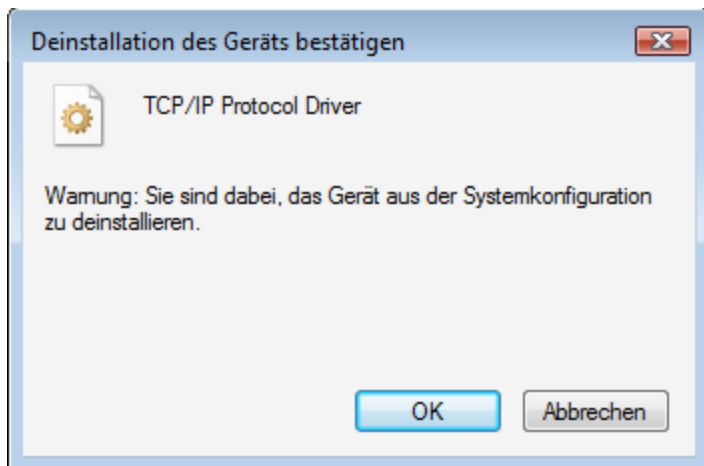 Deinstallation des Geräts bestätigen
TCP/IP Protocol Driver
Warnung: Sie sind dabei, das Gerät aus der Systemkonfiguration
zu deinstallieren.
OK
Abbrechen